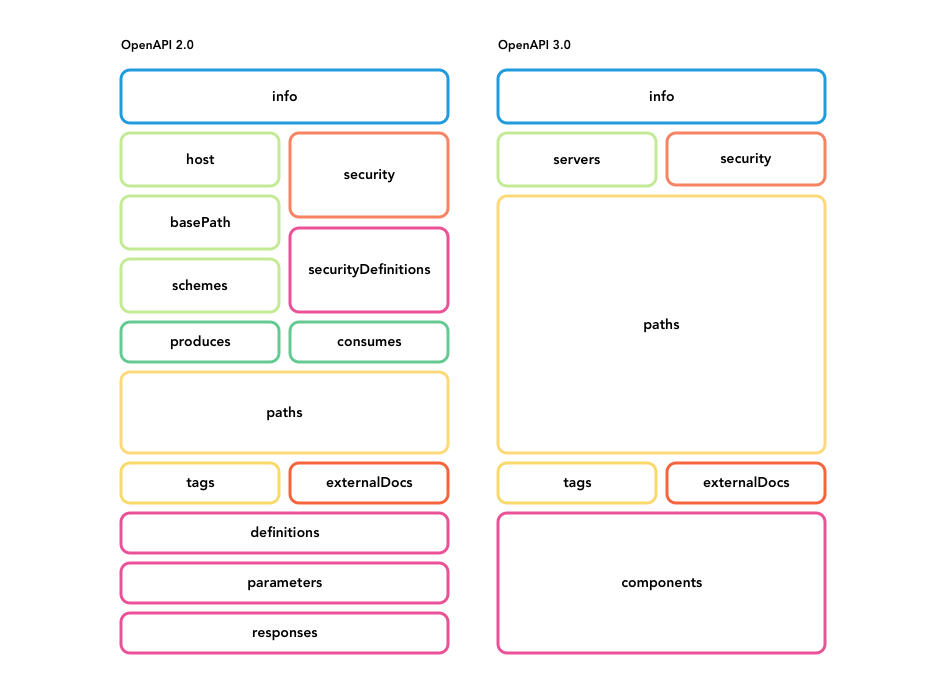 OpenAPI 2.0
info
host
security
basePath
securityDefinitions
schemes
produces
consumes
paths
tags
externalDocs
definitions
parameters
responses
OpenAPI 3.0
info
servers
security
paths
tags
externalDocs
components